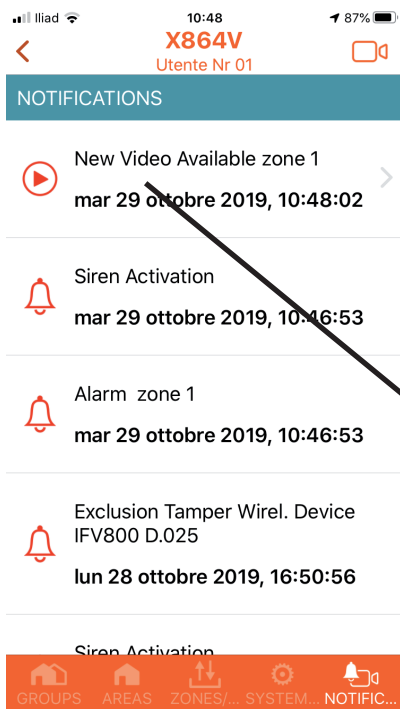 Iliad 10:48 87%
X864V
Utente Nr 01
NOTIFICATIONS
New Video Available zone 1
mar 29 ottobre 2019, 10:48:02
Siren Activation
mar 29 ottobre 2019, 10:46:53
Alarm zone 1
mar 29 ottobre 2019, 10:46:53
Exclusion Tamper Wirel. Device
IFV800 D.025
lun 28 ottobre 2019, 16:50:56
Siren Activation
GROUPS AREAS ZONES/... SYSTEM... NOTIFIC...